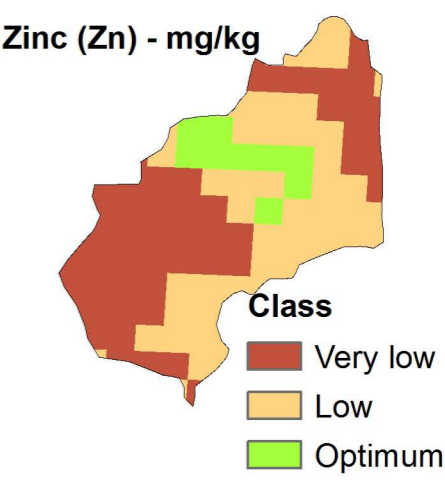 Zinc (Zn) - mg/kg
Class
Very low
Low
Optimum